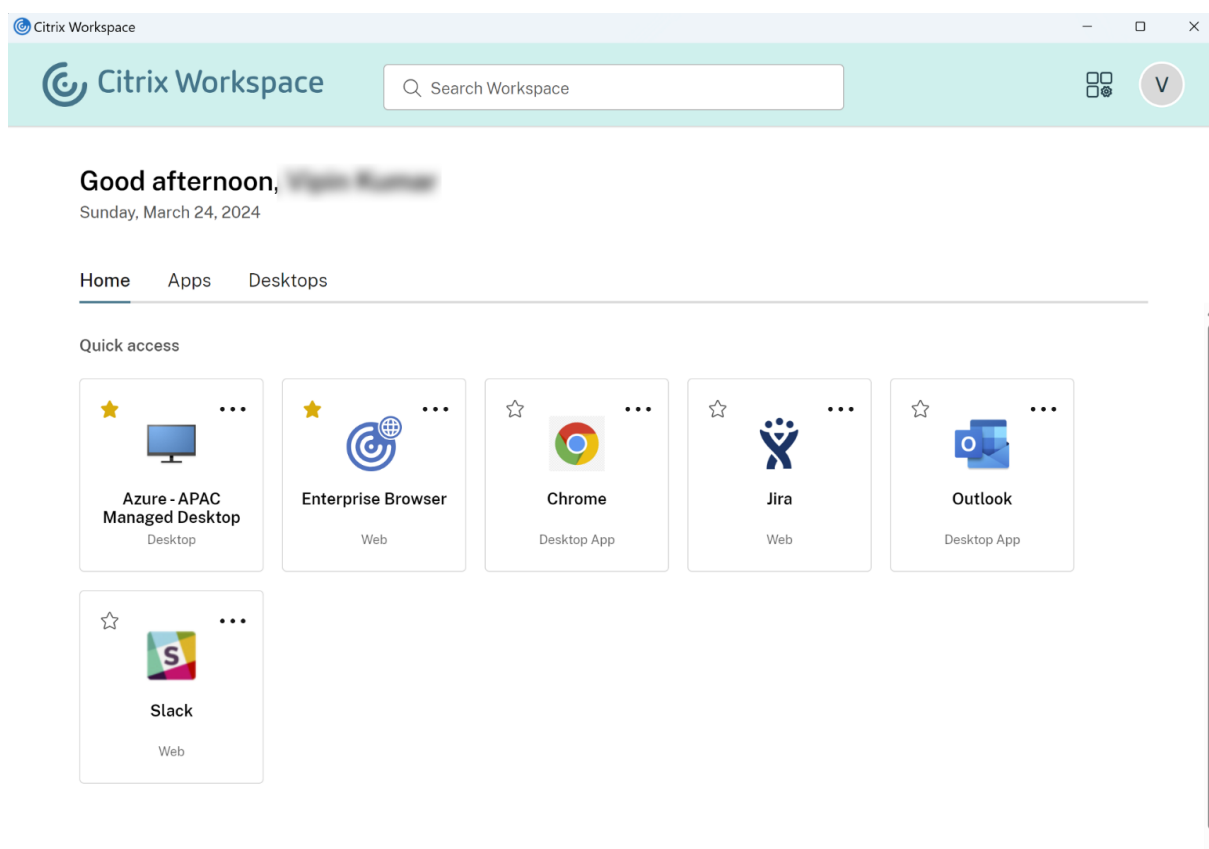 Citrix Workspace
Citrix Workspace
Search Workspace
V
Good afternoon,
Sunday, March 24, 2024
Home Apps Desktops
Quick access
Azure - APAC
Managed Desktop
Desktop
Enterprise Browser
Web
Chrome
Desktop App
Jira
Web
O
Outlook
Desktop App
S
Slack
Web